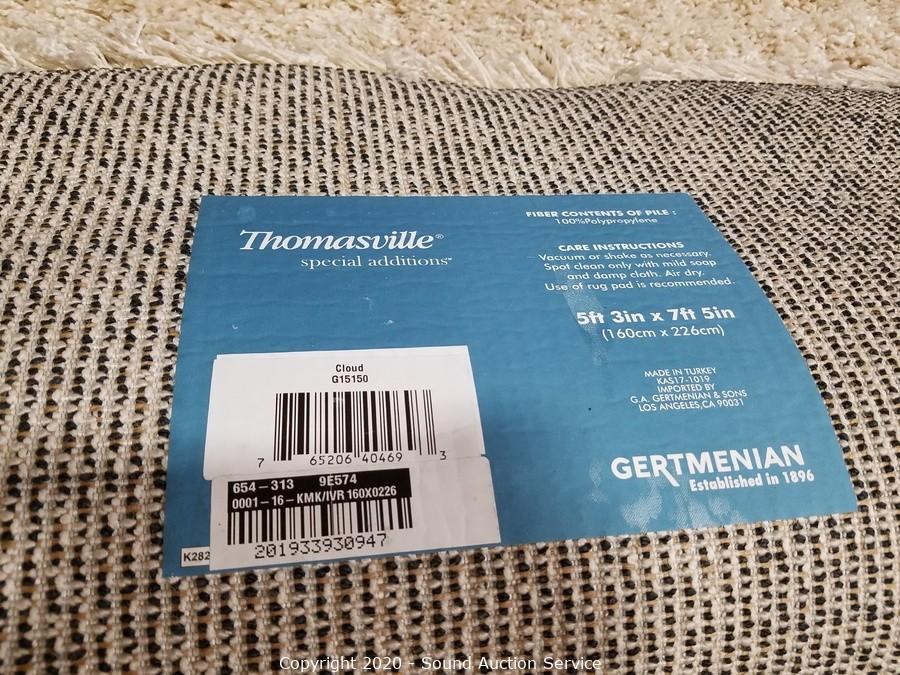 Thomasville®
special additions™
FIBER CONTENTS OF PILE :
100%Polypropylene
CARE INSTRUCTIONS
Vacuum or shake as necessary.
Spot clean only with mild soap
and damp cloth. Air dry.
Use of rug pad is recommended.
5ft 3in x 7ft 5in
(160cm x 226cm)
MADE IN TURKEY
KAS17-1019
IMPORTED BY
G.A. GERTMENIAN & SONS
LOS ANGELES,CA 90031
GERTMENIAN
Established in 1896
Cloud
G15150
7 65206 40469 3
654-313 9E574
0001-16-KMK/IVR 160X0226
201933930947
K282
Copyright 2020 - Sound Auction Service